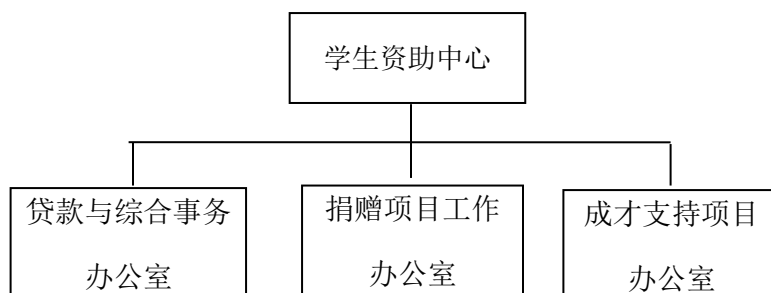 学生资助中心
贷款与综合事务
办公室
捐赠项目工作
办公室
成才支持项目
办公室